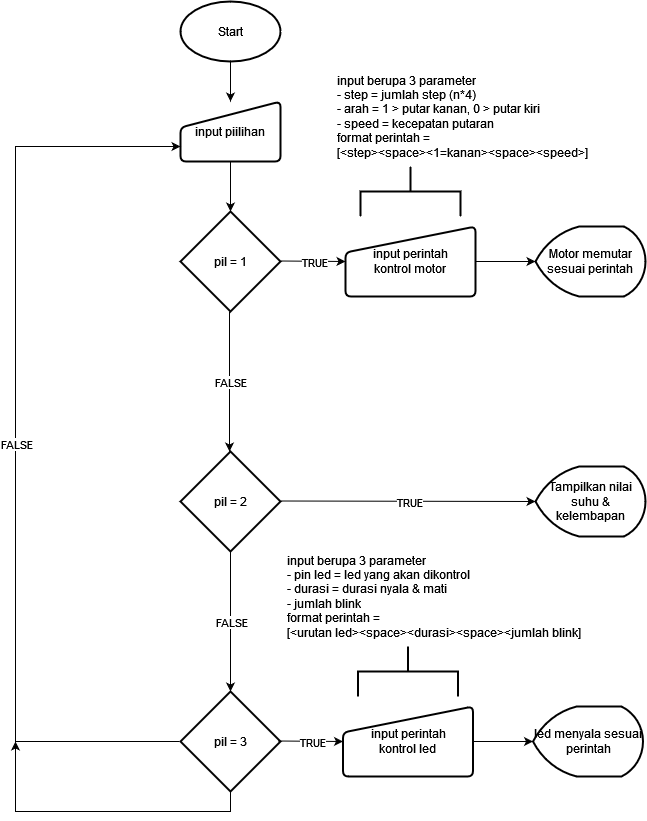 Start
input berupa 3 parameter
- step = jumlah step (n*4)
- arah = 1 > putar kanan, 0 > putar kiri
- speed = kecepatan putaran
format perintah =
[<step><space><1=kanan><space><speed>]
input piilihan
pil = 1
TRUE
input perintah
kontrol motor
Motor memutar
sesuai perintah
FALSE
FALSE
pil = 2
TRUE
Tampilkan nilai
suhu &
kelembapan
input berupa 3 parameter
- pin led = led yang akan dikontrol
- durasi = durasi nyala & mati
- jumlah blink
format perintah =
[<urutan led><space><durasi><space><jumlah blink]
FALSE
pil = 3
TRUE
input perintah
kontrol led
led menyala sesuai
perintah